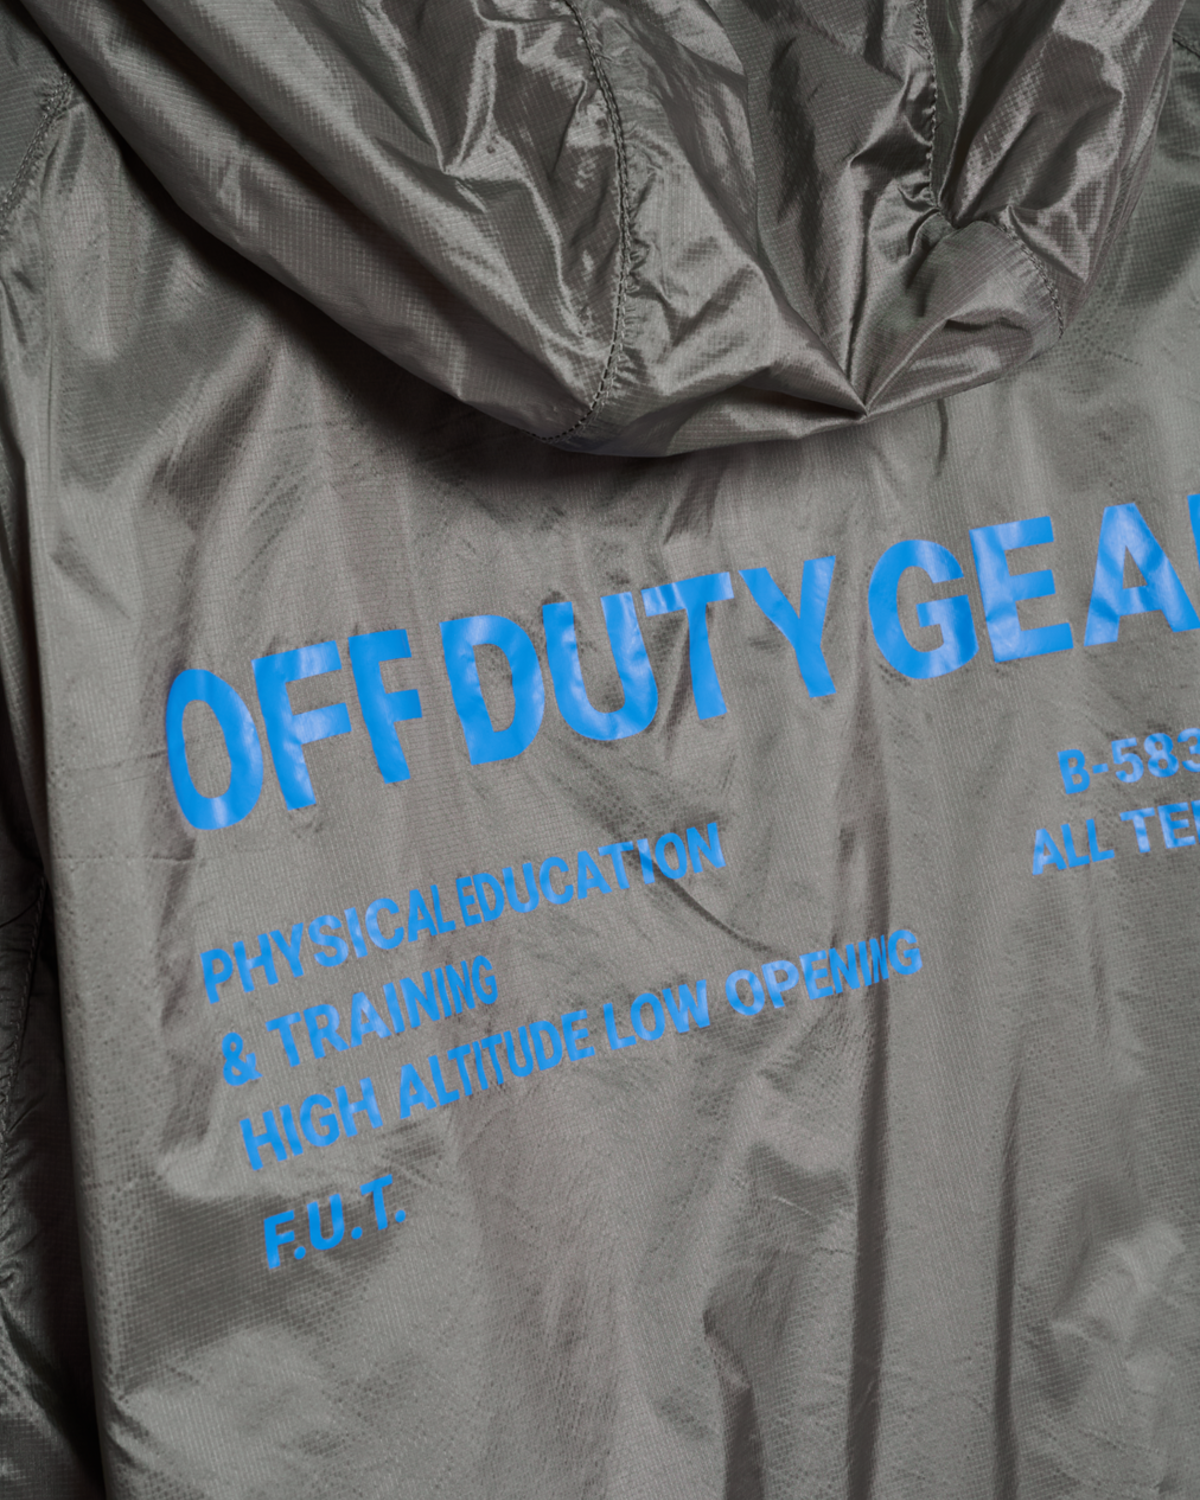 OFF DUTY GEA
B-583
ALL TE
PHYSICAL EDUCATION
& TRAINING
HIGH ALTITUDE LOW OPENING
F.U.T.